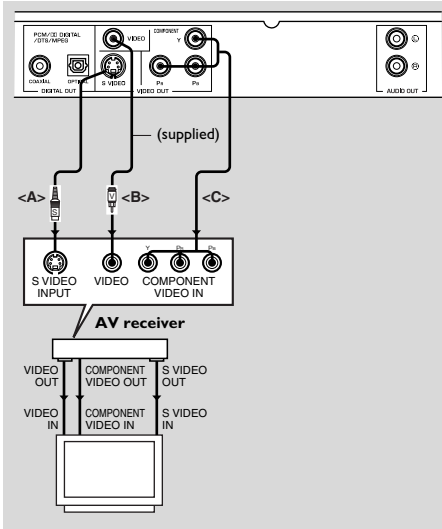 PCM/DD DIGITAL
/DTS/MPEG
VIDEO
COMPONENT
Y
L
COAXIAL
OPTICAL
S VIDEO
PB
PR
R
DIGITAL OUT
VIDEO OUT
AUDIO OUT
(supplied)
<A>
S
V
<B>
<C>
Y
PB
PR
S VIDEO
INPUT
VIDEO
COMPONENT
VIDEO IN
AV receiver
VIDEO
OUT
COMPONENT
VIDEO OUT
S VIDEO
OUT
VIDEO
IN
COMPONENT
VIDEO IN
S VIDEO
IN